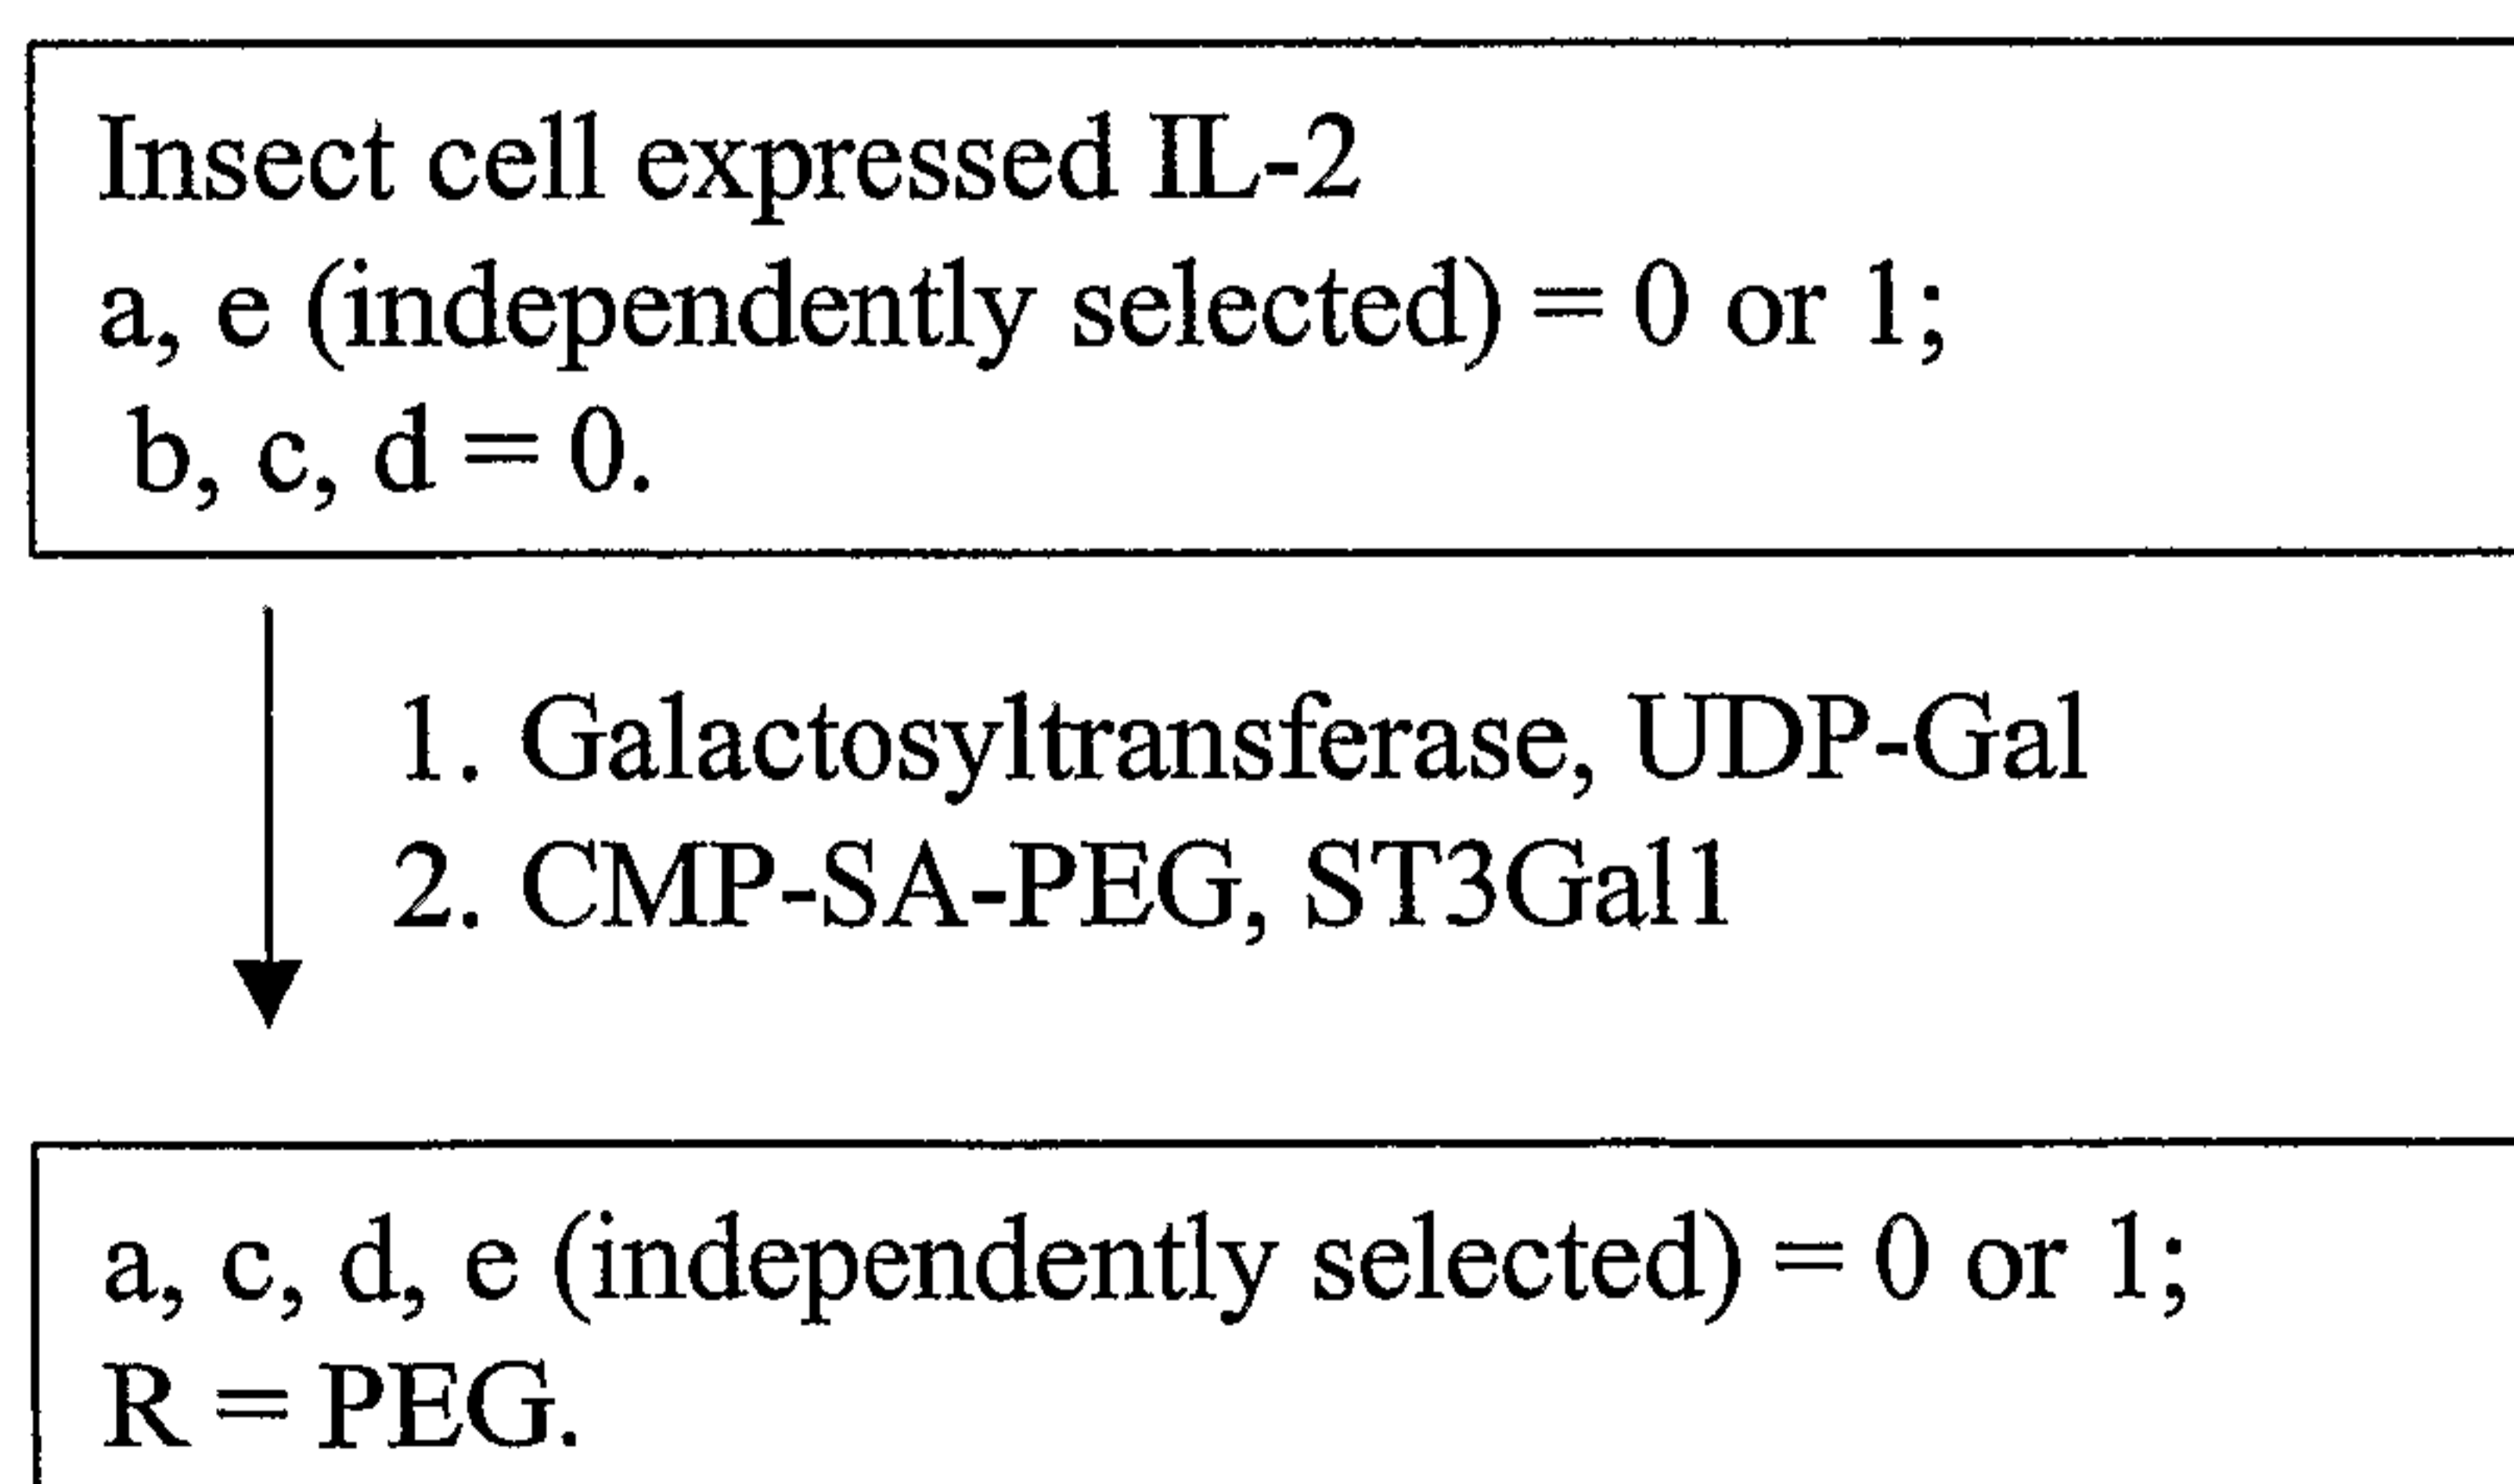 Insect cell expressed IL-2
a, e (independently selected) = 0 or 1;
b, c, d = 0.
1. Galactosyltransferase, UDP-Gal
2. CMP-SA-PEG, ST3Gal1
a, c, d, e (independently selected) = 0 or 1;
R = PEG.